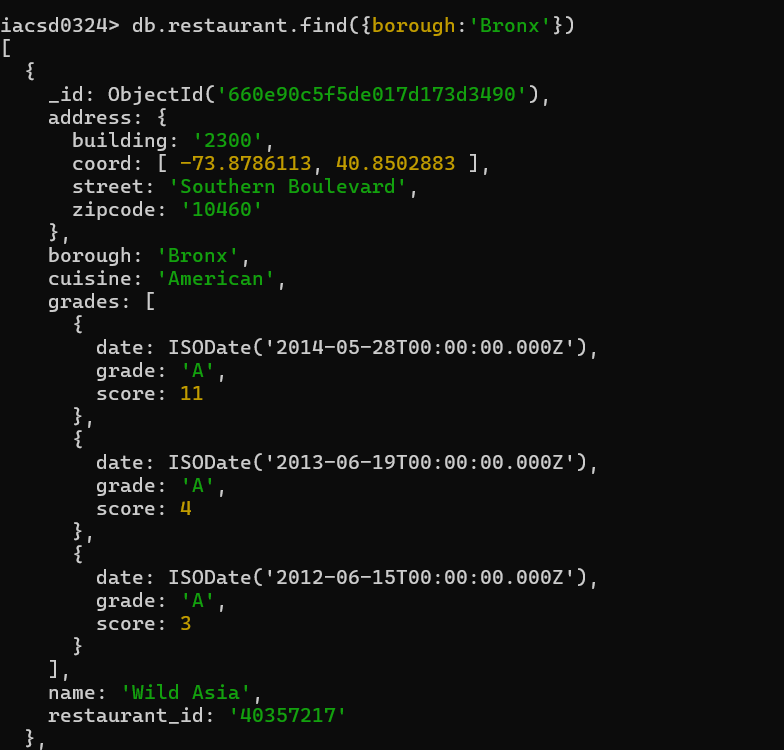 iacsd0324> db.restaurant.find({borough:'Bronx'})
[
  {
    _id: ObjectId('660e90c5f5de017d173d3490'),
    address: {
      building: '2300',
      coord: [ -73.8786113, 40.8502883 ],
      street: 'Southern Boulevard',
      zipcode: '10460'
    },
    borough: 'Bronx',
    cuisine: 'American',
    grades: [
      {
        date: ISODate('2014-05-28T00:00:00.000Z'),
        grade: 'A',
        score: 11
      },
      {
        date: ISODate('2013-06-19T00:00:00.000Z'),
        grade: 'A',
        score: 4
      },
      {
        date: ISODate('2012-06-15T00:00:00.000Z'),
        grade: 'A',
        score: 3
      }
    ],
    name: 'Wild Asia',
    restaurant_id: '40357217'
  },